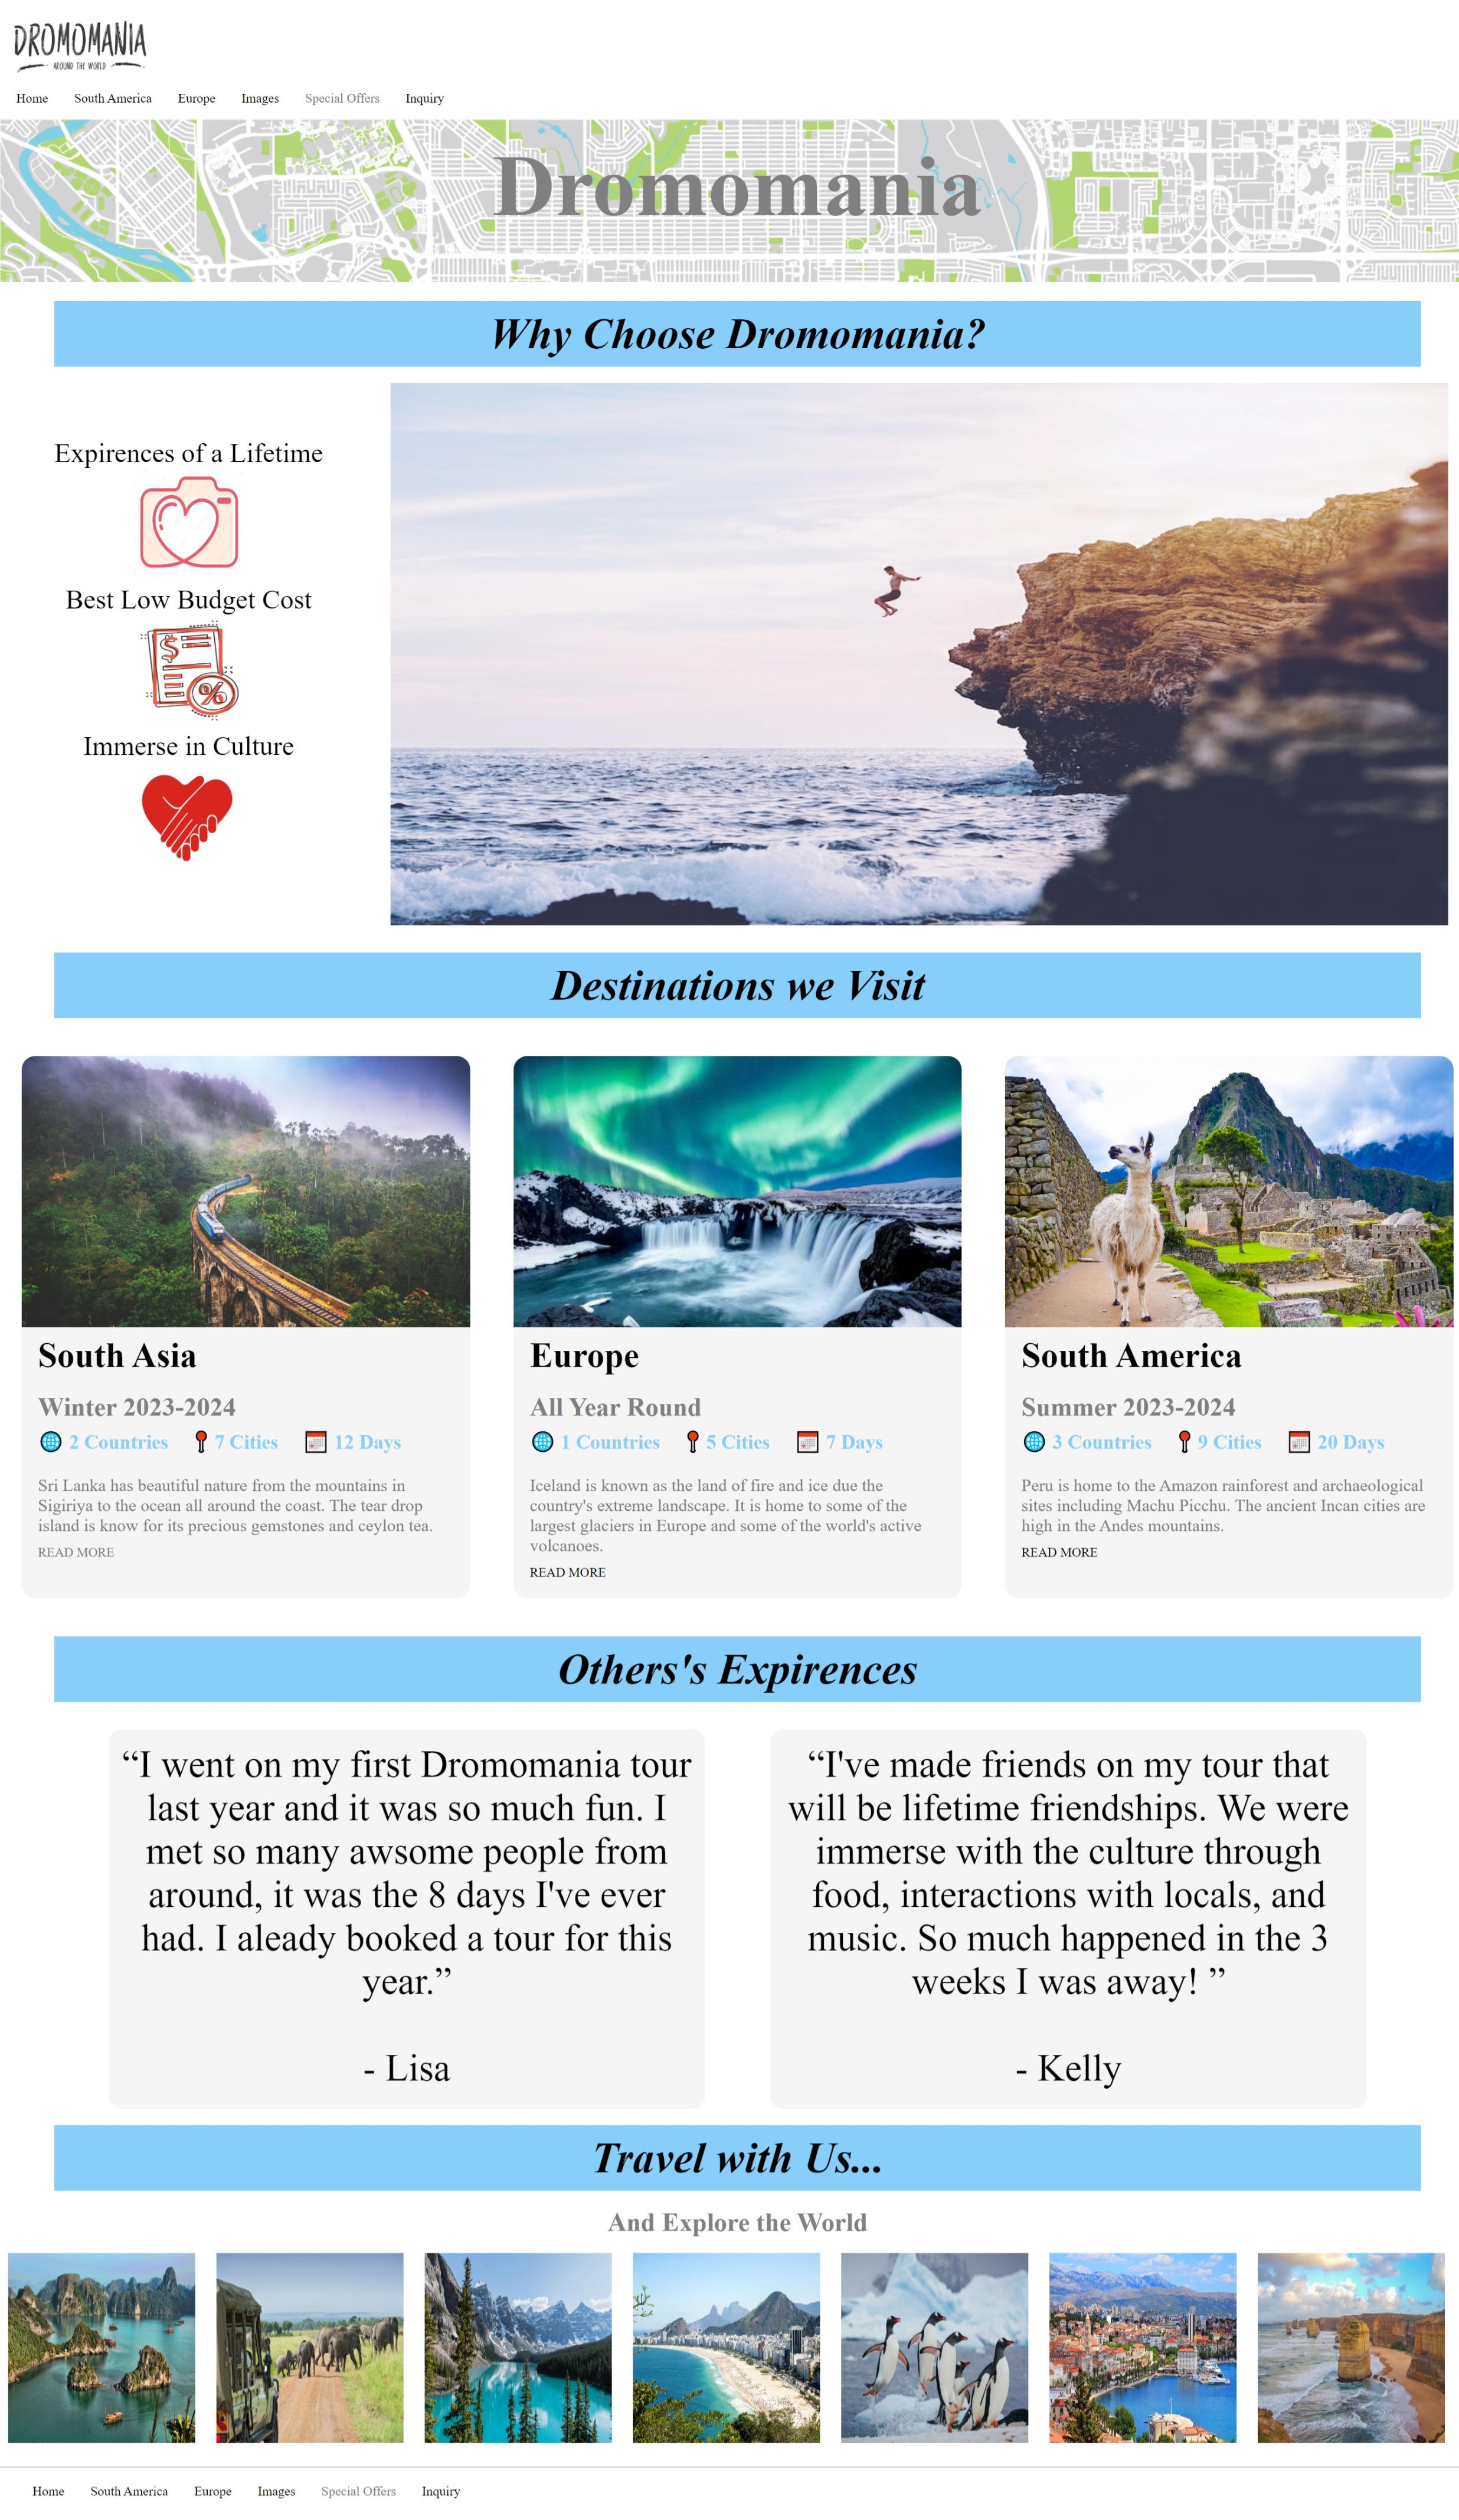 DROMOMANIA
AROUND THE WORLD
Home South America Europe Images Special Offers Inquiry
Dromomania
Why Choose Dromomania?
Expirences of a Lifetime
Best Low Budget Cost
$
%
Immerse in Culture
Destinations we Visit
South Asia
Winter 2023-2024
2 Countries 7 Cities 12 Days
Sri Lanka has beautiful nature from the mountains in
Sigiriya to the ocean all around the coast. The tear drop
island is know for its precious gemstones and ceylon tea.
READ MORE
Europe
All Year Round
1 Countries 5 Cities 7 Days
Iceland is known as the land of fire and ice due the
country's extreme landscape. It is home to some of the
largest glaciers in Europe and some of the world's active
volcanoes.
READ MORE
South America
Summer 2023-2024
3 Countries 9 Cities 20 Days
Peru is home to the Amazon rainforest and archaeological
sites including Machu Picchu. The ancient Incan cities are
high in the Andes mountains.
READ MORE
Others's Expirences
“I went on my first Dromomania tour
last year and it was so much fun. I
met so many awsome people from
around, it was the 8 days I've ever
had. I aleady booked a tour for this
year.”
- Lisa
“I've made friends on my tour that
will be lifetime friendships. We were
immerse with the culture through
food, interactions with locals, and
music. So much happened in the 3
weeks I was away! ”
- Kelly
Travel with Us...
And Explore the World
Home South America Europe Images Special Offers Inquiry